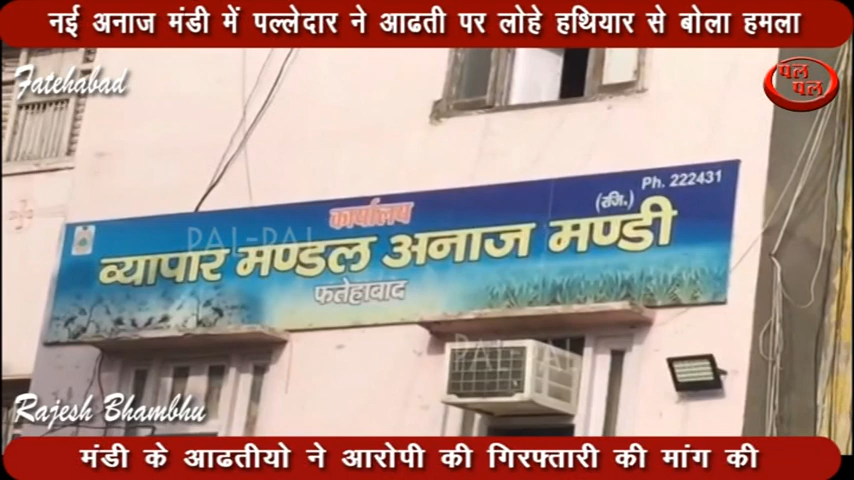 नई अनाज मंडी में पल्लेदार ने आढती पर लोहे हथियार से बोला हमला
Fatehabad
पल
पल
Ph. 222431
कार्यालय
(रजि.)
व्यापार मण्डल अनाज मण्डी
फतेहाबाद
PAL-PAL
PAL-PAL
Rajesh Bhambhu
मंडी के आढतीयो ने आरोपी की गिरफ्तारी की मांग की